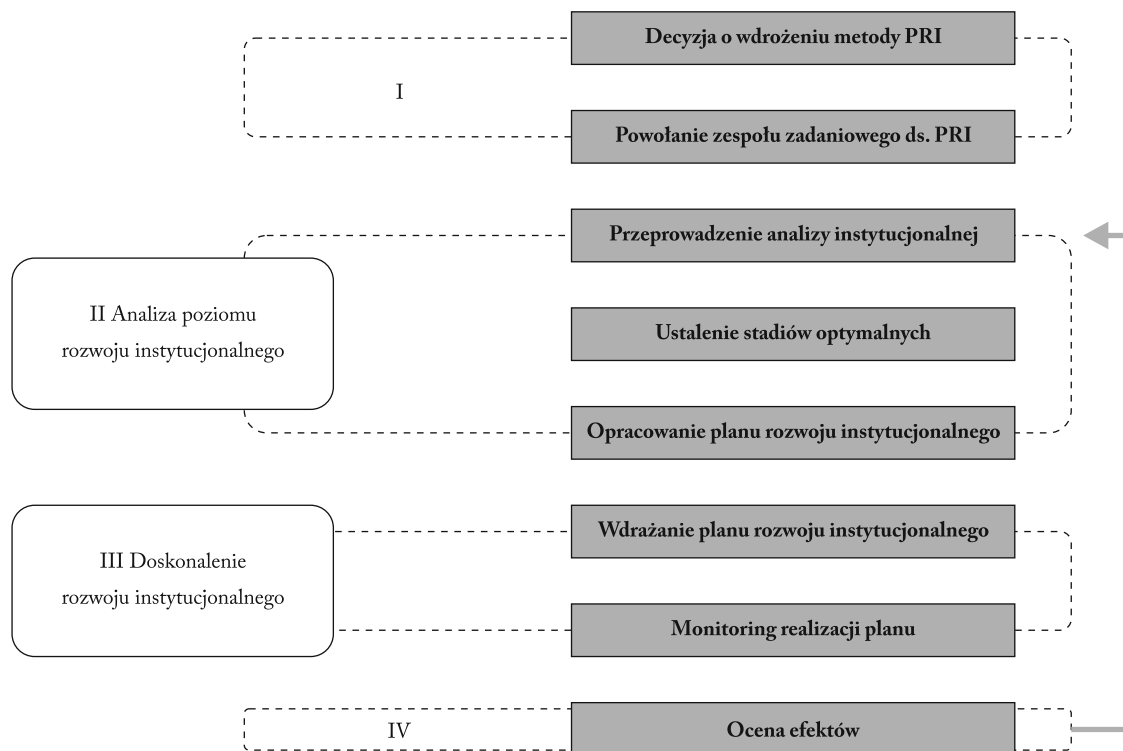 Decyzja o wdrożeniu metody PRI
I
Powołanie zespołu zadaniowego ds. PRI
Przeprowadzenie analizy instytucjonalnej
II Analiza poziomu
rozwoju instytucjonalnego
Ustalenie stadiów optymalnych
Opracowanie planu rozwoju instytucjonalnego
Wdrażanie planu rozwoju instytucjonalnego
III Doskonalenie
rozwoju instytucjonalnego
Monitoring realizacji planu
IV
Ocena efektów